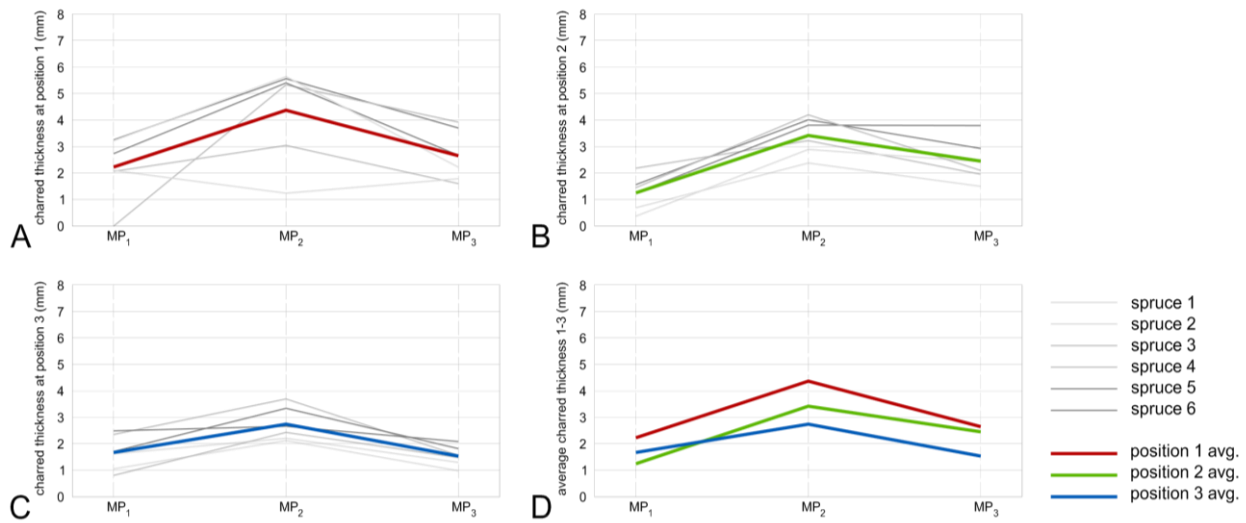 charred thickness at position 1 (mm)
8
7
6
5
4
3
2
1
0
MP1
MP2
MP3
A
charred thickness at position 2 (mm)
8
7
6
5
4
3
2
1
0
MP1
MP2
MP3
B
charred thickness at position 3 (mm)
8
7
6
5
4
3
2
1
0
MP1
MP2
MP3
C
average charred thickness 1-3 (mm)
8
7
6
5
4
3
2
1
0
MP1
MP2
MP3
D
spruce 1
spruce 2
spruce 3
spruce 4
spruce 5
spruce 6
position 1 avg.
position 2 avg.
position 3 avg.